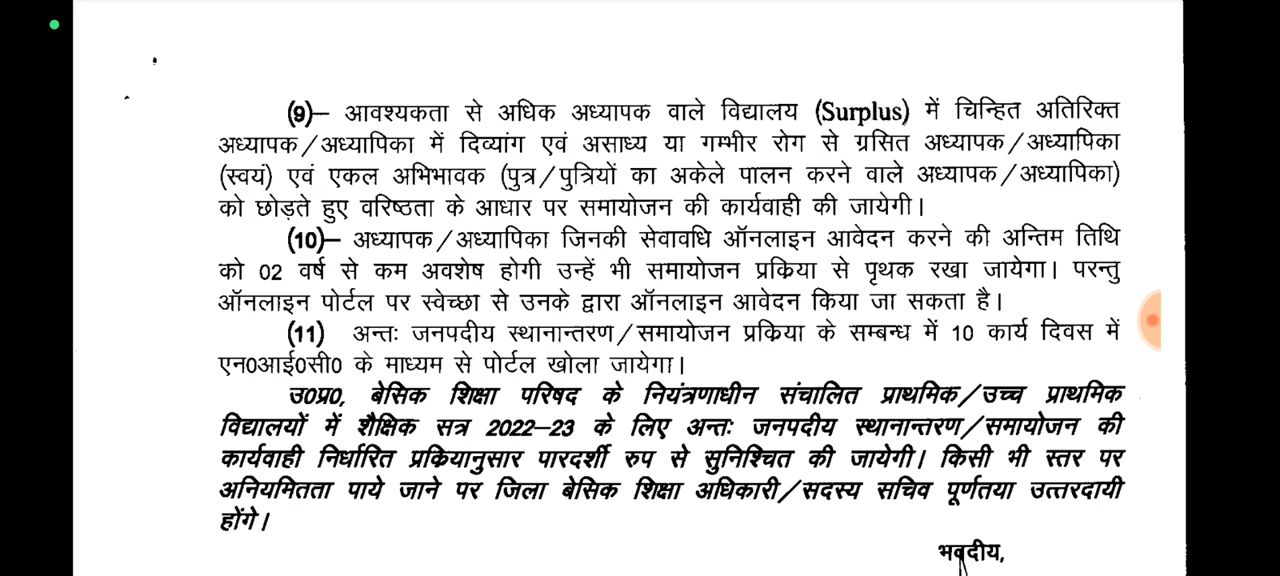 (9)– आवश्यकता से अधिक अध्यापक वाले विद्यालय (Surplus) में चिन्हित अतिरिक्त
अध्यापक/अध्यापिका में दिव्यांग एवं असाध्य या गम्भीर रोग से ग्रसित अध्यापक/अध्यापिका
(स्वयं) एवं एकल अभिभावक (पुत्र/पुत्रियों का अकेले पालन करने वाले अध्यापक/अध्यापिका)
को छोड़ते हुए वरिष्ठता के आधार पर समायोजन की कार्यवाही की जायेगी।
(10)– अध्यापक/अध्यापिका जिनकी सेवावधि ऑनलाइन आवेदन करने की अन्तिम तिथि
को 02 वर्ष से कम अवशेष होगी उन्हें भी समायोजन प्रक्रिया से पृथक रखा जायेगा। परन्तु
ऑनलाइन पोर्टल पर स्वेच्छा से उनके द्वारा ऑनलाइन आवेदन किया जा सकता है।
(11) अन्तः जनपदीय स्थानान्तरण/समायोजन प्रक्रिया के सम्बन्ध में 10 कार्य दिवस में
एन0आई0सी0 के माध्यम से पोर्टल खोला जायेगा।
उ0प्र0, बेसिक शिक्षा परिषद के नियंत्रणाधीन संचालित प्राथमिक/उच्च प्राथमिक
विद्यालयों में शैक्षिक सत्र 2022–23 के लिए अन्तः जनपदीय स्थानान्तरण/समायोजन की
कार्यवाही निर्धारित प्रक्रियानुसार पारदर्शी रुप से सुनिश्चित की जायेगी। किसी भी स्तर पर
अनियमितता पाये जाने पर जिला बेसिक शिक्षा अधिकारी/सदस्य सचिव पूर्णतया उत्तरदायी
होंगे।
भवदीय,